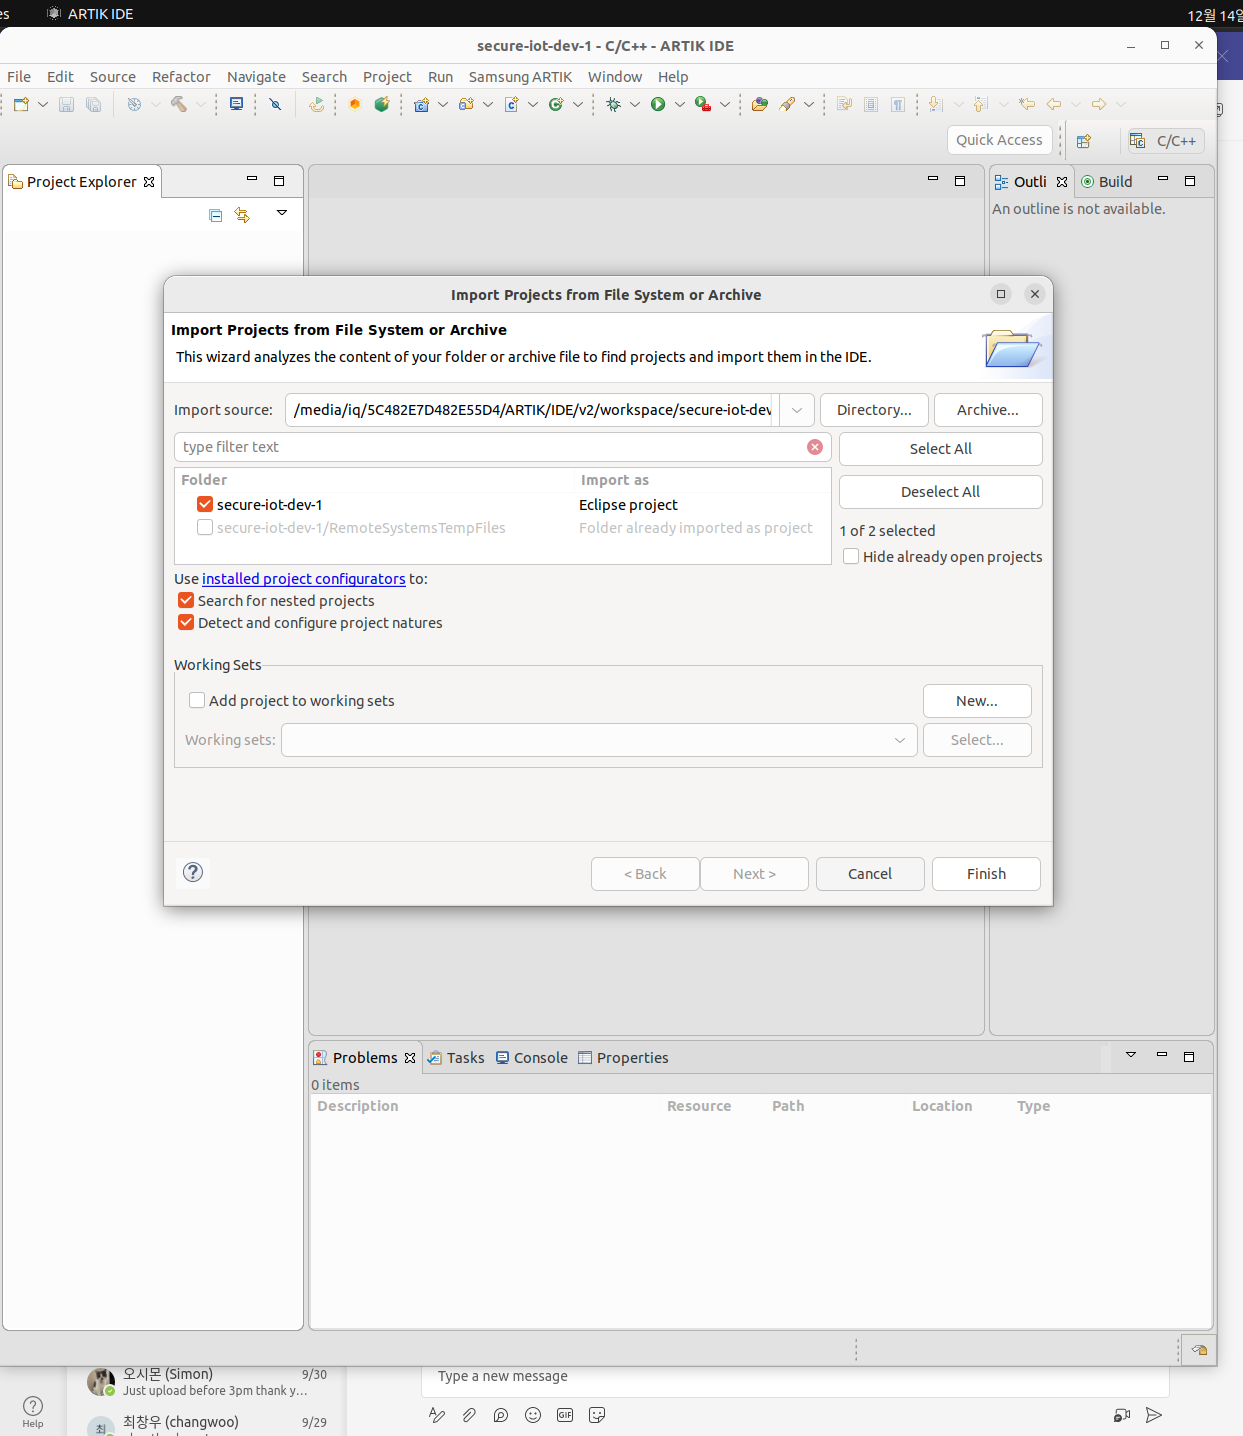 es ARTIK IDE 12월 14일
secure-iot-dev-1 - C/C++ - ARTIK IDE
File Edit Source Refactor Navigate Search Project Run Samsung ARTIK Window Help
Quick Access C/C++
Project Explorer
Outli Build
An outline is not available.
Import Projects from File System or Archive
Import Projects from File System or Archive
This wizard analyzes the content of your folder or archive file to find projects and import them in the IDE.
Import source: /media/iq/5C482E7D482E55D4/ARTIK/IDE/v2/workspace/secure-iot-dev Directory... Archive...
type filter text Select All
Folder Import as
Deselect All
secure-iot-dev-1 Eclipse project
secure-iot-dev-1/RemoteSystemsTempFiles Folder already imported as project
1 of 2 selected
Hide already open projects
Use installed project configurators to:
Search for nested projects
Detect and configure project natures
Working Sets
Add project to working sets New...
Working sets: Select...
< Back Next > Cancel Finish
Problems Tasks Console Properties
0 items
Description Resource Path Location Type
오시몬 (Simon) 9/30
Just upload before 3pm thank y...
Type a new message
GIF
Help
최 최창우 (changwoo) 9/29